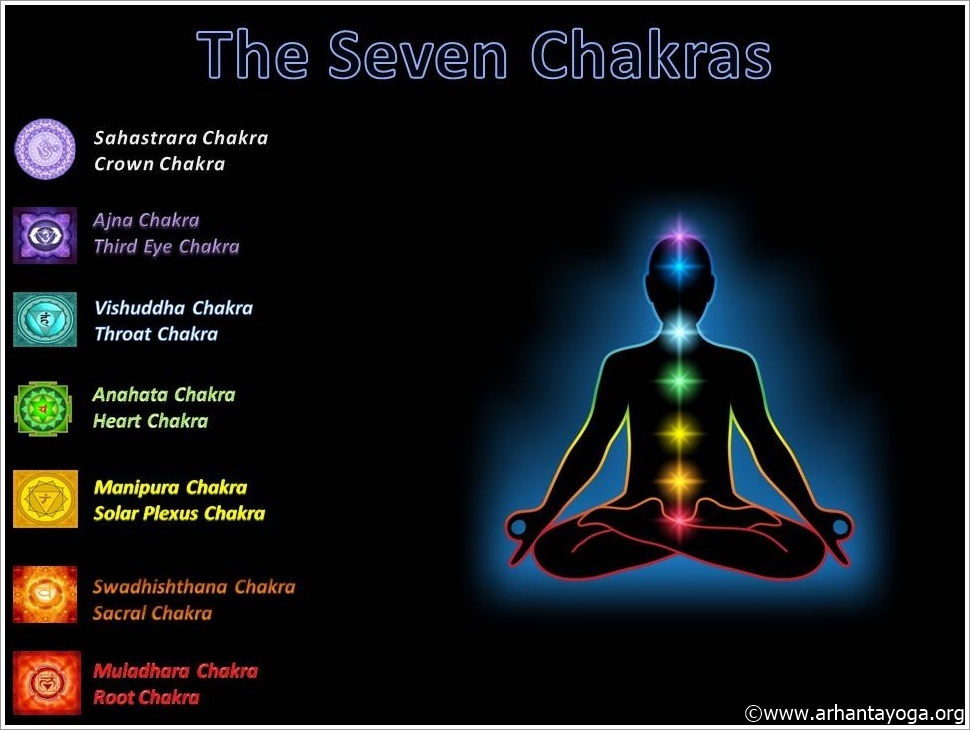 The Seven Chakras
Sahastrara Chakra
Crown Chakra
Ajna Chakra
Third Eye Chakra
Vishuddha Chakra
Throat Chakra
Anahata Chakra
Heart Chakra
Manipura Chakra
Solar Plexus Chakra
Swadhishthana Chakra
Sacral Chakra
Muladhara Chakra
Root Chakra
©www.arhantayoga.org